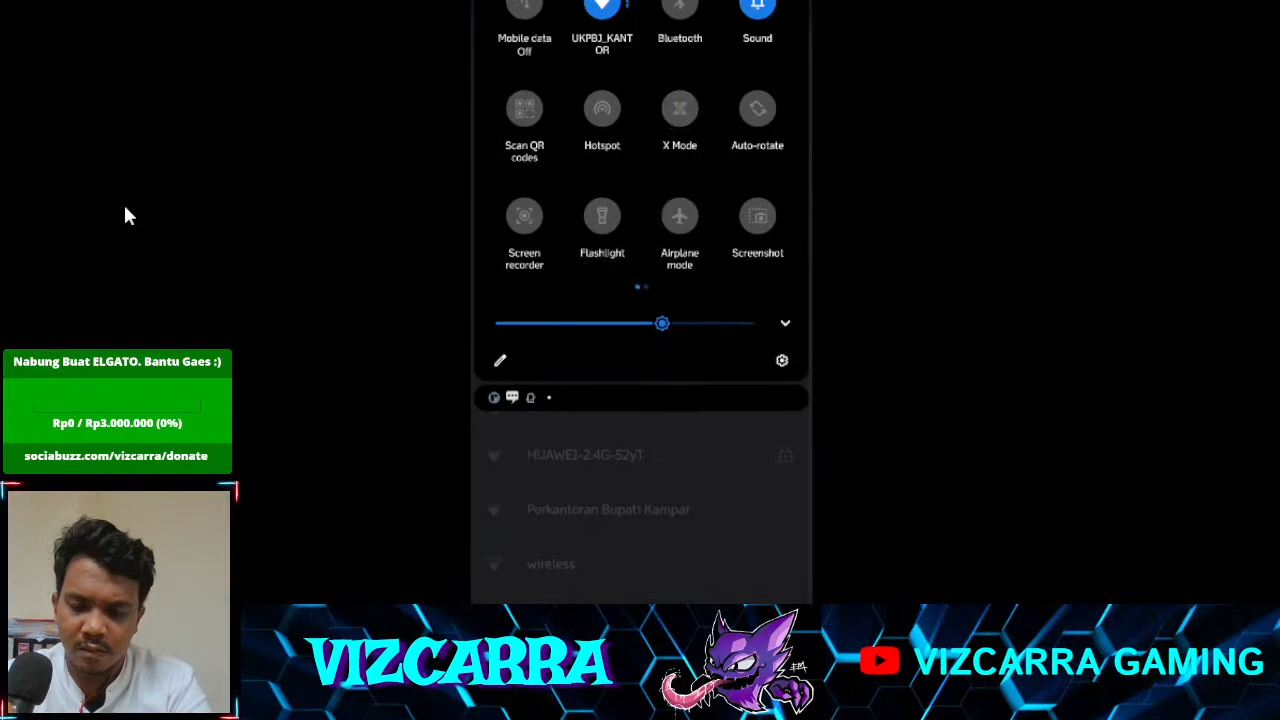 Mobile data
Off
UKPBJ_KANT
OR
Bluetooth
Sound
Scan QR
codes
Hotspot
X Mode
Auto-rotate
Screen
recorder
Flashlight
Airplane
mode
Screenshot
HUAWEI-2.4G-52y1
Perkantoran Bupati Kampar
wireless
Nabung Buat ELGATO. Bantu Gaes :)
Rp0 / Rp3.000.000 (0%)
sociabuzz.com/vizcarra/donate
VIZCARRA
VIZCARRA GAMING